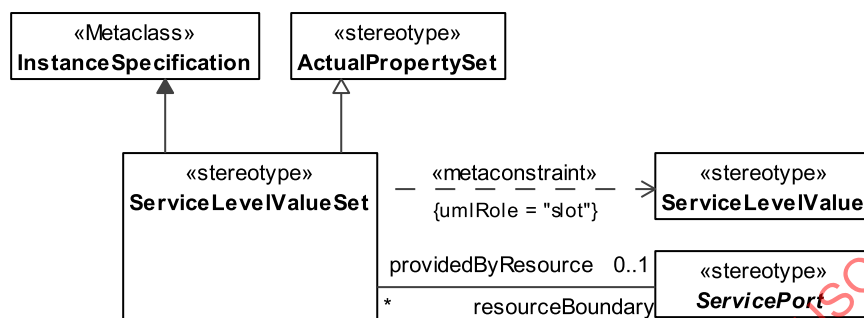 «Metaclass»
InstanceSpecification
«stereotype»
ActualPropertySet
«stereotype»
ServiceLevelValueSet
«metaconstraint»
{umlRole = "slot"}
«stereotype»
ServiceLevelValue
providedByResource 0..1
* resourceBoundary
«stereotype»
ServicePort